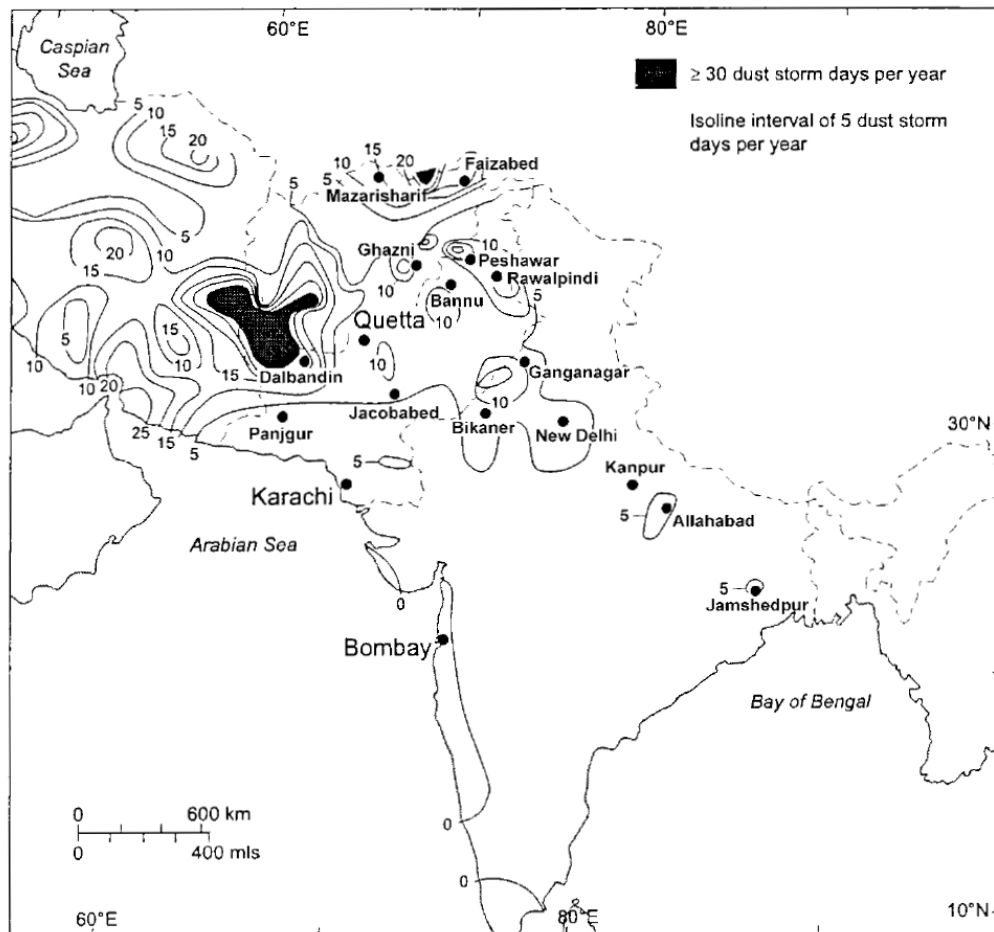 60°E
80°E
Caspian
Sea
≥ 30 dust storm days per year
Isoline interval of 5 dust storm
days per year
5
10
15
20
15
10
20
Faizabed
5
5
Mazarisharif
10
5
20
10
15
5
Ghazni
10
10
Peshawar
Rawalpindi
5
Bannu
10
Quetta
15
5
10
10
15
Dalbandin
10
Ganganagar
10
10
20
Jacobabed
Bikaner
New Delhi
30°N
25
15
5
Panjgur
5
Kanpur
Karachi
5
Allahabad
Arabian Sea
0
5
Jamshedpur
Bombay
Bay of Bengal
0
600 km
0
400 mls
0
0
60°E
80°E
10°N